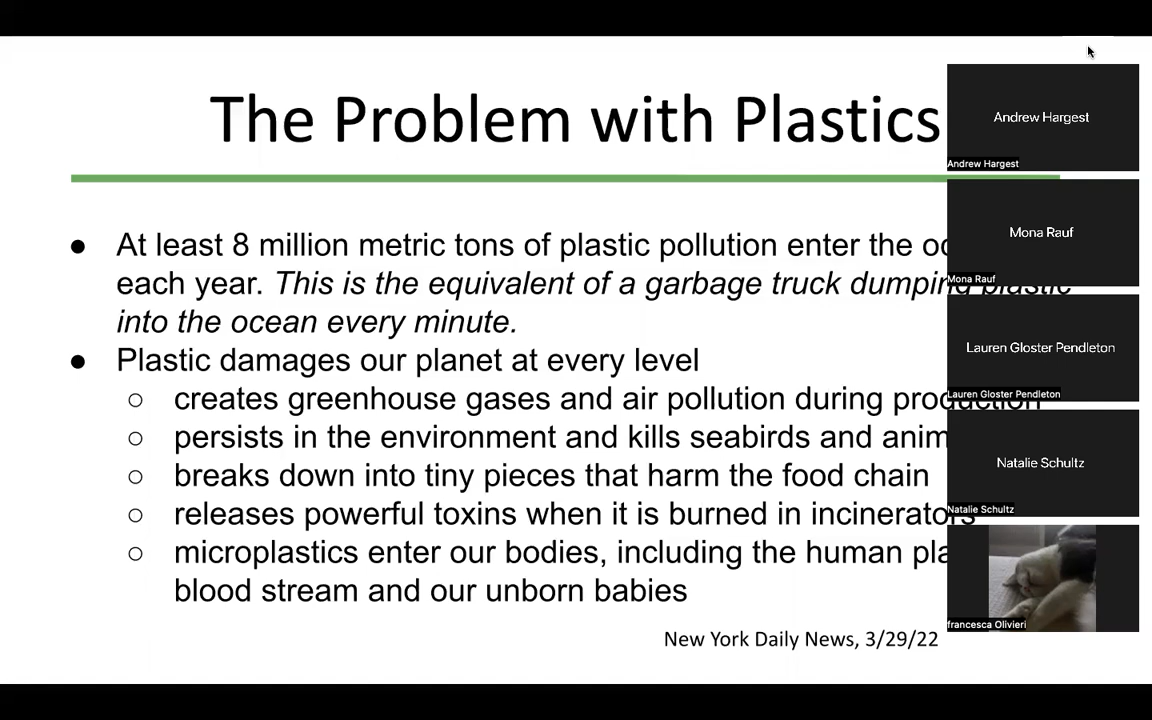 The Problem with Plastics
● At least 8 million metric tons of plastic pollution enter the
each year. This is the equivalent of a garbage truck dumping plastic
into the ocean every minute.
● Plastic damages our planet at every level
○ creates greenhouse gases and air pollution during production
○ persists in the environment and kills seabirds and
○ breaks down into tiny pieces that harm the food chain
○ releases powerful toxins when it is burned in incinerators
○ microplastics enter our bodies, including the human
blood stream and our unborn babies
New York Daily News, 3/29/22
Andrew Hargest
Andrew Hargest
Mona Rauf
Mona Rauf
Lauren Gloster Pendleton
Lauren Gloster Pendleton
Natalie Schultz
Natalie Schultz
francesca Olivieri